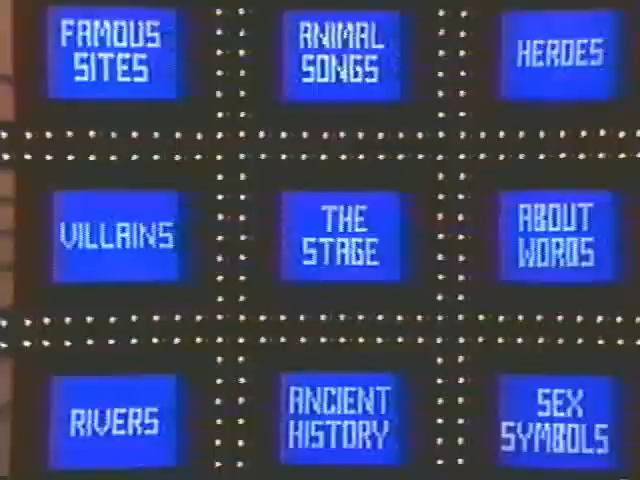 FAMOUS
SITES
ANIMAL
SONGS
HEROES
VILLAINS
THE
STAGE
ABOUT
WORDS
RIVERS
ANCIENT
HISTORY
SEX
SYMBOLS